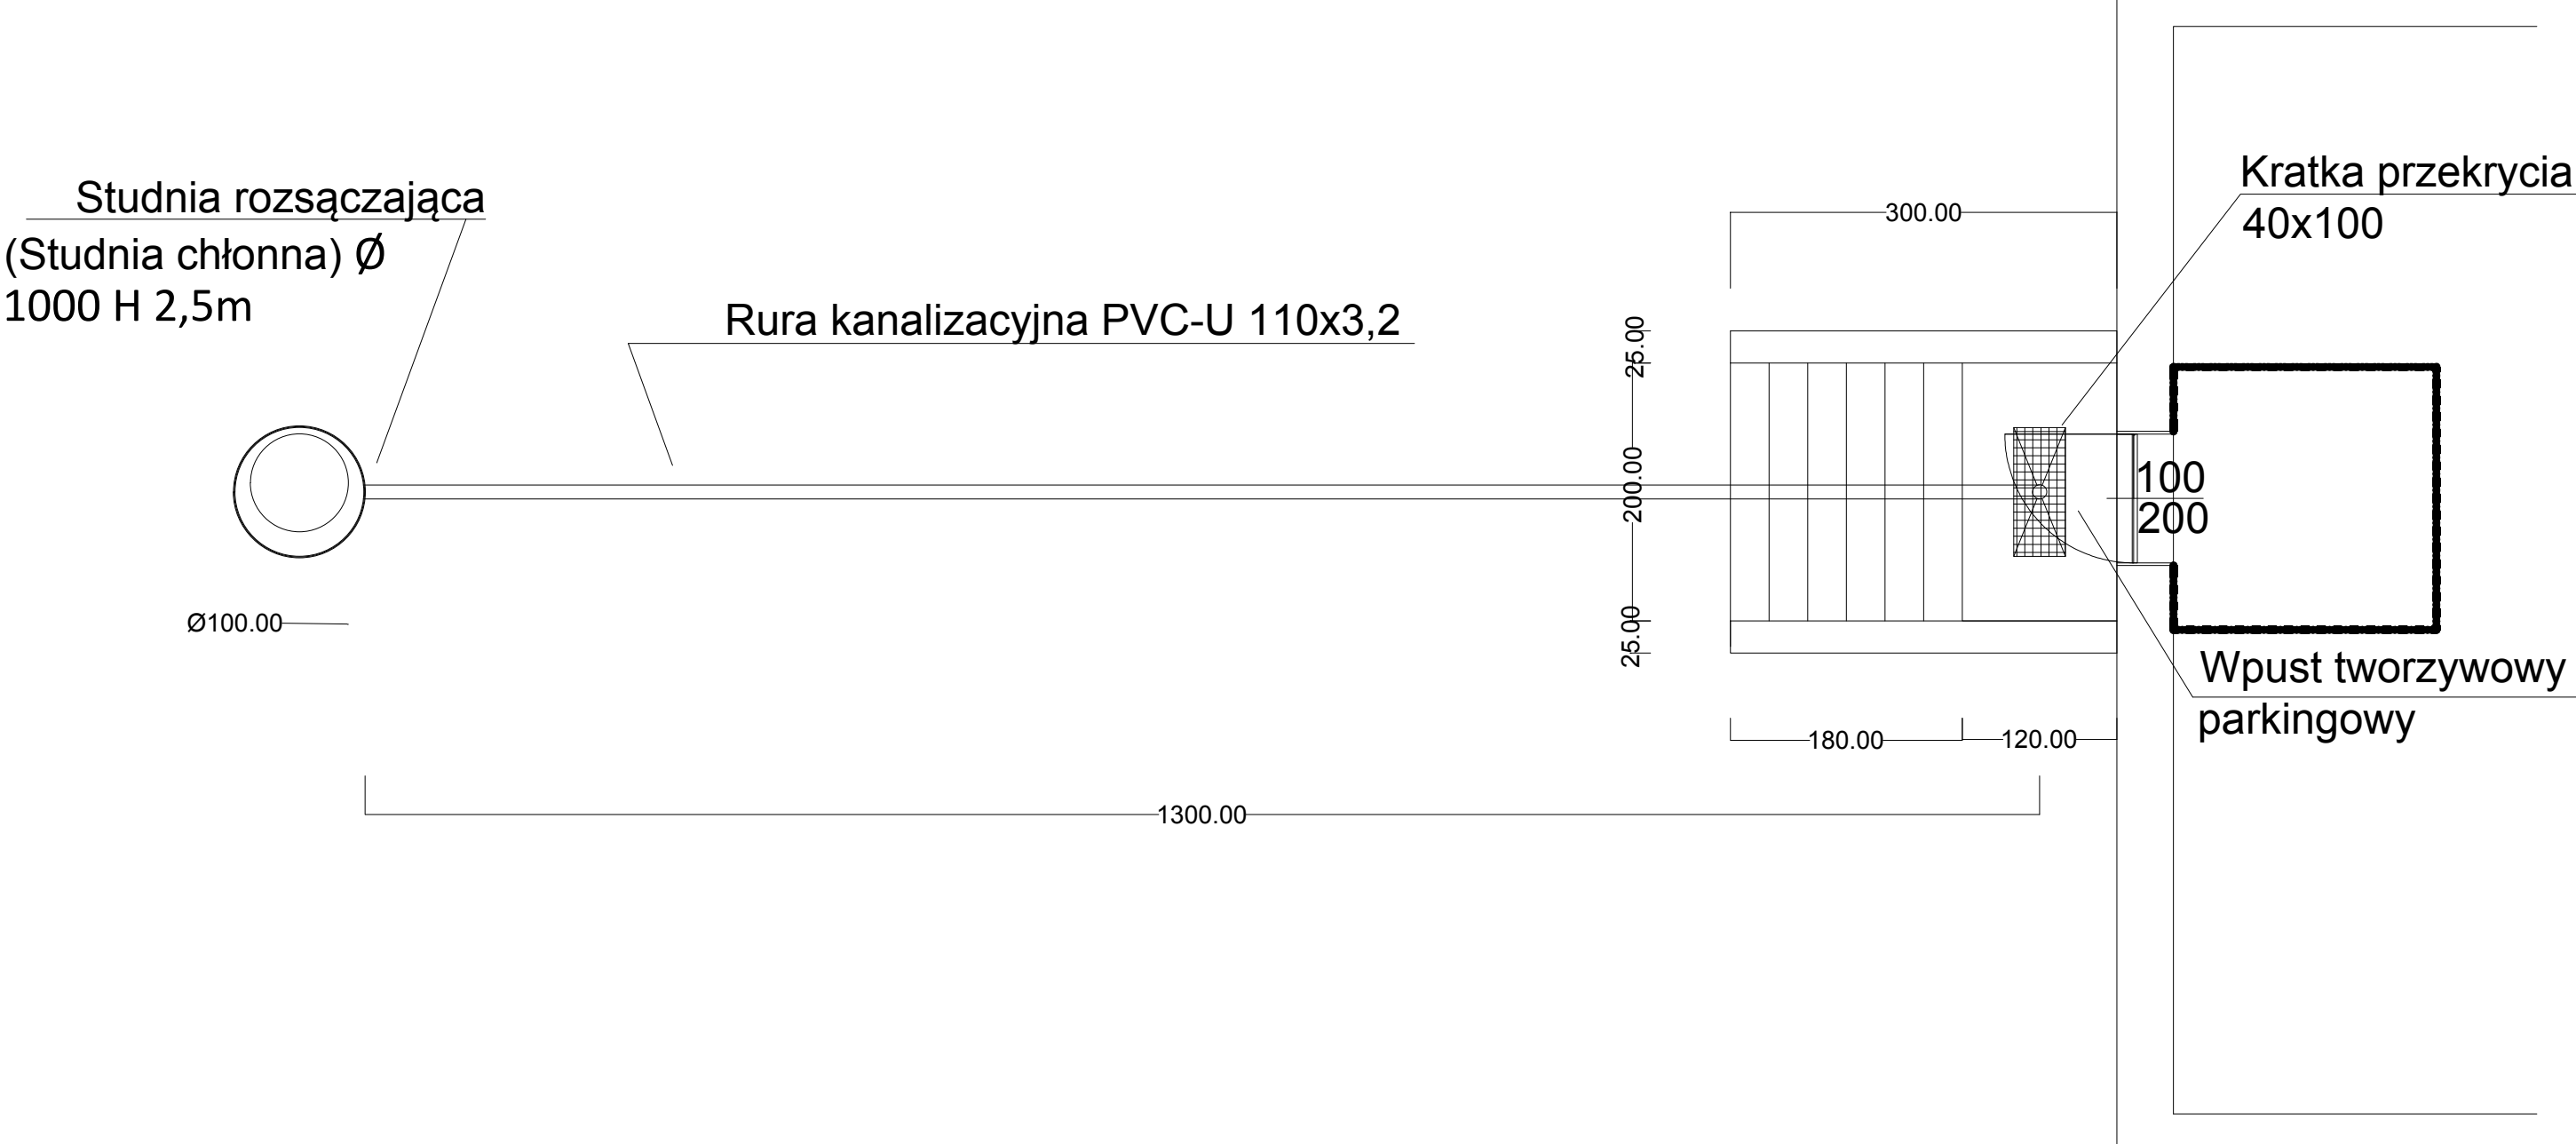 Studnia rozsączająca
(Studnia chłonna) Ø
1000 H 2,5m
Rura kanalizacyjna PVC-U 110x3,2
Kratka przekrycia
40x100
300.00
25.00
200.00
25.00
100
200
Wpust tworzywowy
parkingowy
Ø100.00
180.00
120.00
1300.00